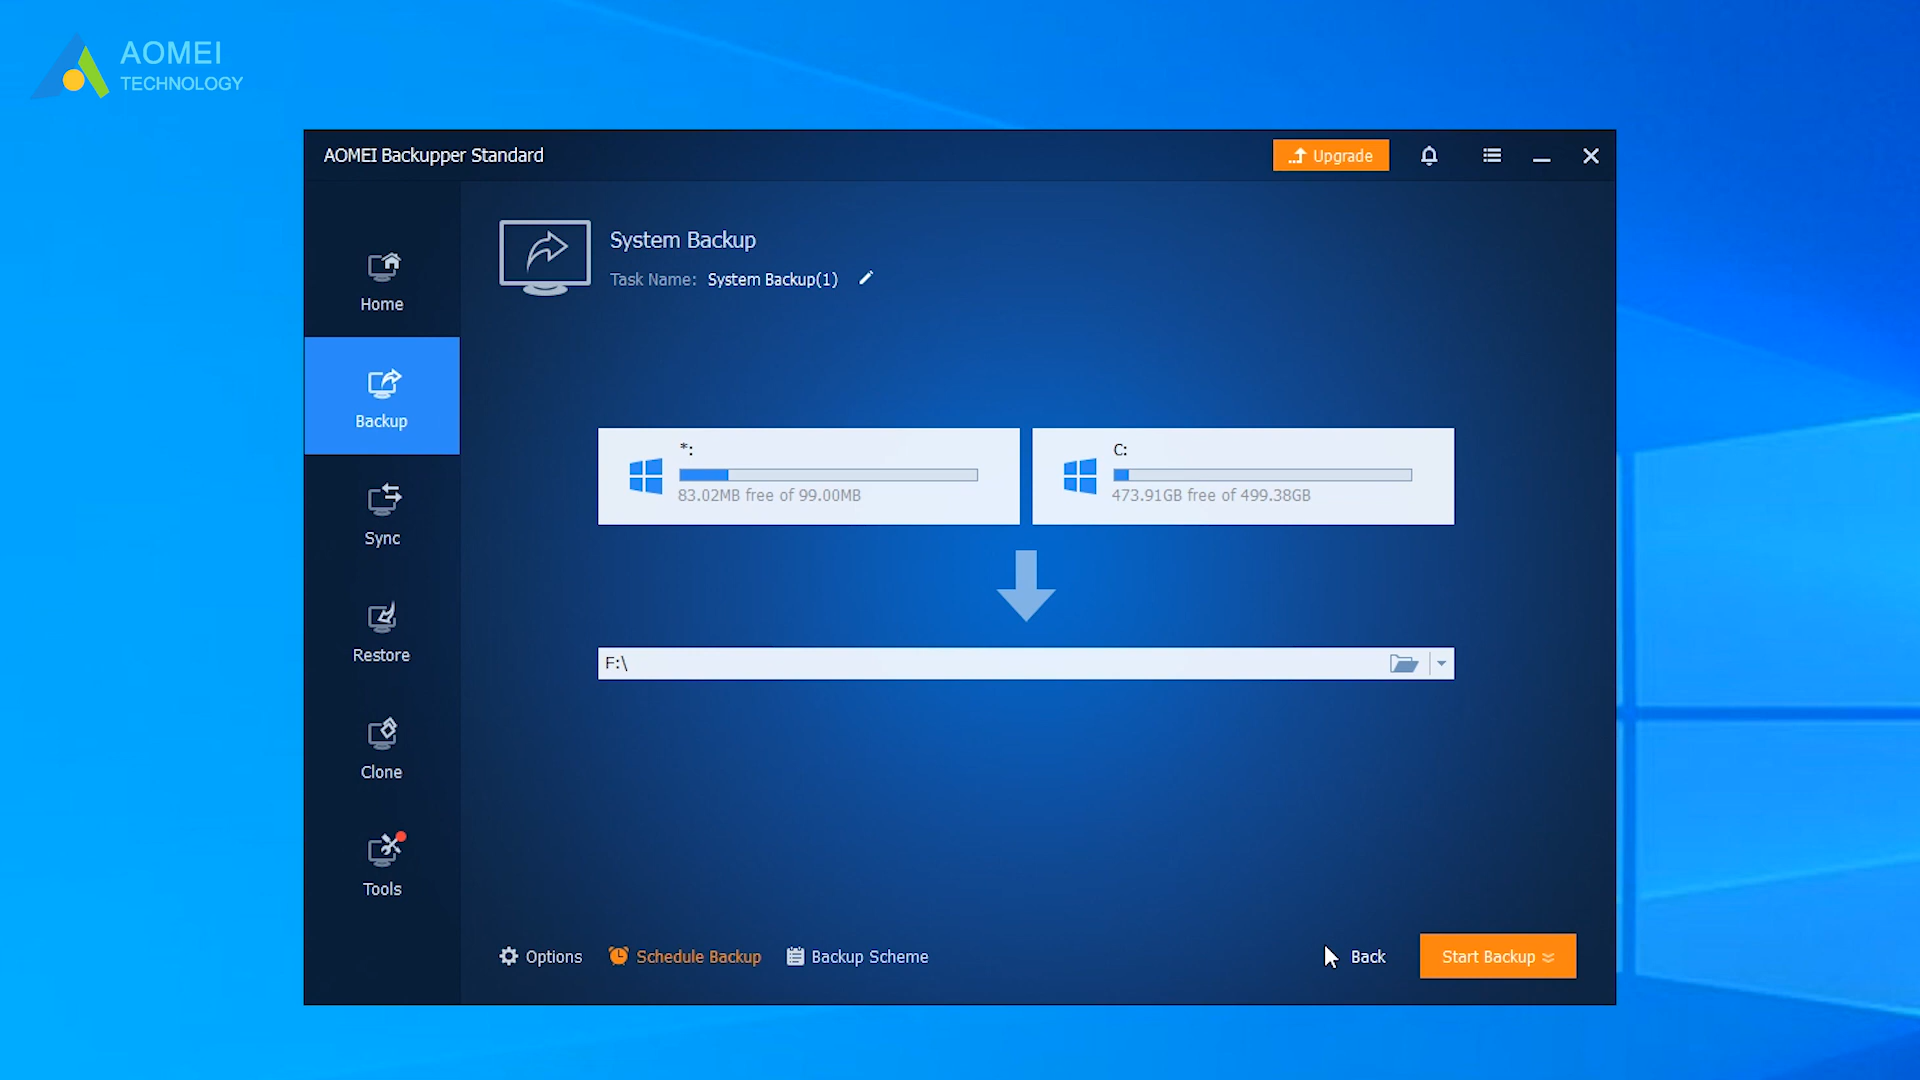 AOMEI
TECHNOLOGY
AOMEI Backupper Standard
Upgrade
System Backup
Task Name: System Backup(1)
Home
Backup
Sync
Restore
Clone
Tools
*:
83.02MB free of 99.00MB
C:
473.91GB free of 499.38GB
F:\
Options
Schedule Backup
Backup Scheme
Back
Start Backup